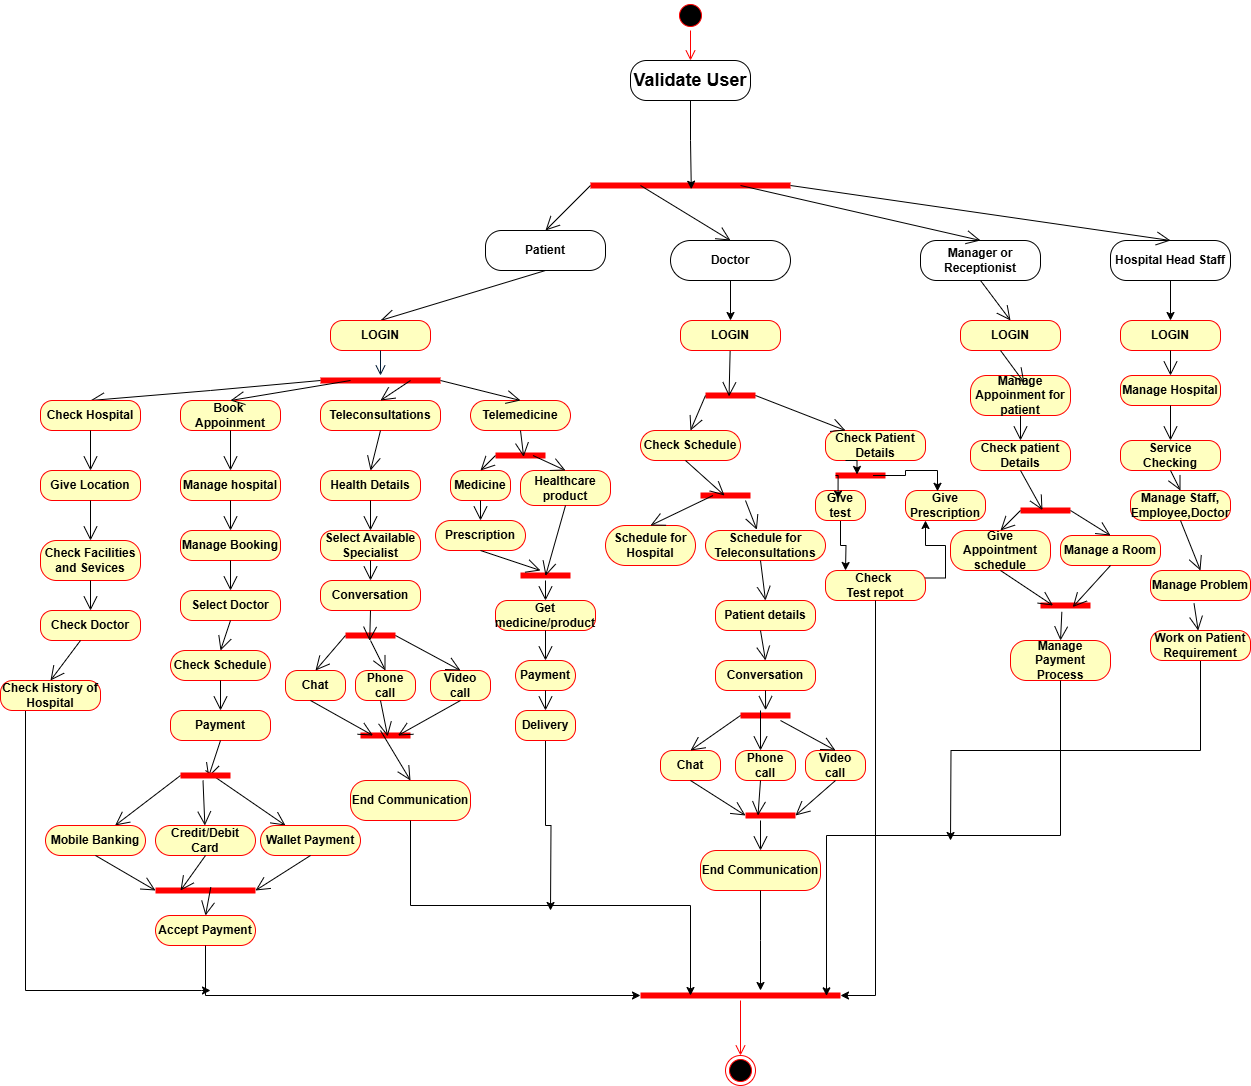 Validate User
Patient
Doctor
Manager or
Receptionist
Hospital Head Staff
LOGIN
LOGIN
LOGIN
LOGIN
Check Hospital
Book
Appoinment
Teleconsultations
Telemedicine
Check Schedule
Check Patient
Details
Manage
Appoinment for
patient
Manage Hospital
Give Location
Manage hospital
Health Details
Medicine
Healthcare
product
Give
test
Give
Prescription
Check patient
Details
Service
Checking
Manage Staff,
Employee,Doctor
Check Facilities
and Sevices
Manage Booking
Select Available
Specialist
Prescription
Schedule for
Hospital
Schedule for
Teleconsultations
Check
Test repot
Give
Appointment
schedule
Manage a Room
Manage Problem
Check Doctor
Select Doctor
Conversation
Get
medicine/product
Patient details
Manage
Payment
Process
Work on Patient
Requirement
Check History of
Hospital
Check Schedule
Chat
Phone
call
Video
call
Payment
Conversation
Payment
Delivery
Chat
Phone
call
Video
call
Mobile Banking
Credit/Debit
Card
Wallet Payment
End Communication
End Communication
Accept Payment